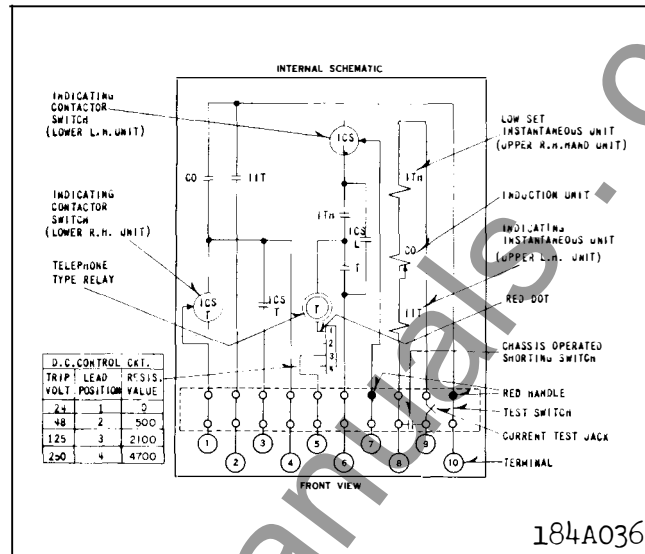 INTERNAL SCHEMATIC
INDICATING
CONTACTOR
SWITCH
(LOWER L.H. UNIT)
INDICATING
CONTACTOR
SWITCH
(LOWER R.H. UNIT)
TELEPHONE
TYPE RELAY
D.C. CONTROL CKT.
TRIP VOLT LEAD POSITION RESIS. VALUE
24 1 0
48 2 500
125 3 2100
250 4 4700
ICS
CO
IIT
ITH
ICS
L
T
ICS
T
ICS
T
T
1
2
3
4
ITH
CO
IIT
LOW SET
INSTANTANEOUS UNIT
(UPPER R.H.HAND UNIT)
INDUCTION UNIT
INDICATING
INSTANTANEOUS UNIT
(UPPER L.H. UNIT)
RED DOT
CHASSIS OPERATED
SHORTING SWITCH
RED HANDLE
TEST SWITCH
CURRENT TEST JACK
TERMINAL
1 2 3 4 5 6 7 8 9 10
FRONT VIEW
184A036